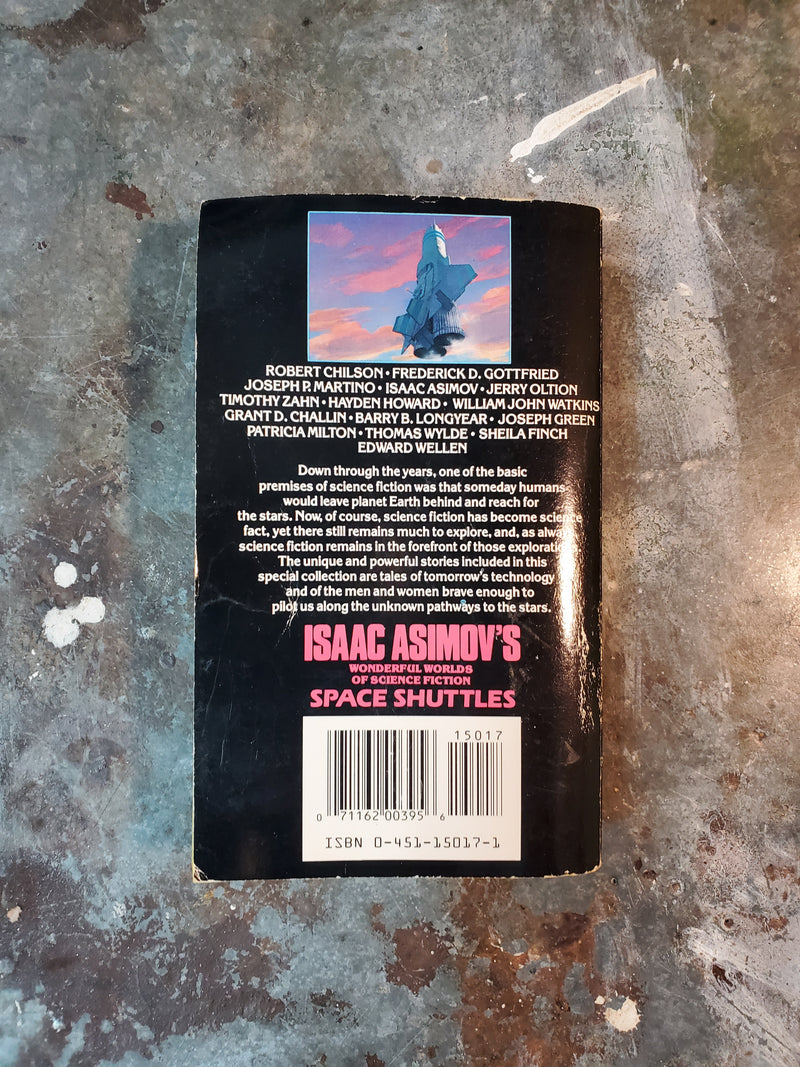 ROBERT CHILSON • FREDERICK D. GOTTFRIED
JOSEPH P. MARTINO • ISAAC ASIMOV • JERRY OLTION
TIMOTHY ZAHN • HAYDEN HOWARD • WILLIAM JOHN WATKINS
GRANT D. CHALLIN • BARRY B. LONGYEAR • JOSEPH GREEN
PATRICIA MILTON • THOMAS WYLDE • SHEILA FINCH
EDWARD WELLEN
Down through the years, one of the basic
premises of science fiction was that someday humans
would leave planet Earth behind and reach for
the stars. Now, of course, science fiction has become science
fact, yet there still remains much to explore, and, as
science fiction remains in the forefront of those
The unique and powerful stories included in this
special collection are tales of tomorrow's technology
and of the men and women brave enough to
pilot us along the unknown pathways to the stars.
ISAAC ASIMOV'S
WONDERFUL WORLDS
OF SCIENCE FICTION
SPACE SHUTTLES
15017
0 71162 00395 6
ISBN 0-451-15017-1